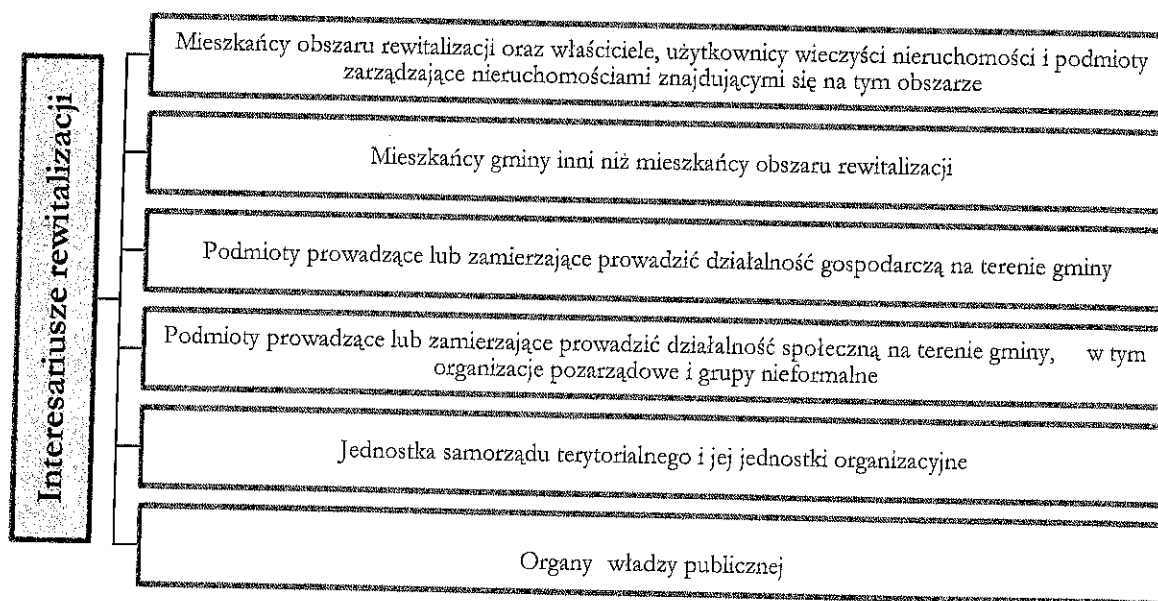 Interesariusze rewitalizacji
Mieszkańcy obszaru rewitalizacji oraz właściciele, użytkownicy wieczyści nieruchomości i podmioty
zarządzające nieruchomościami znajdującymi się na tym obszarze
Mieszkańcy gminy inni niż mieszkańcy obszaru rewitalizacji
Podmioty prowadzące lub zamierzające prowadzić działalność gospodarczą na terenie gminy
Podmioty prowadzące lub zamierzające prowadzić działalność społeczną na terenie gminy, w tym
organizacje pozarządowe i grupy nieformalne
Jednostka samorządu terytorialnego i jej jednostki organizacyjne
Organy władzy publicznej